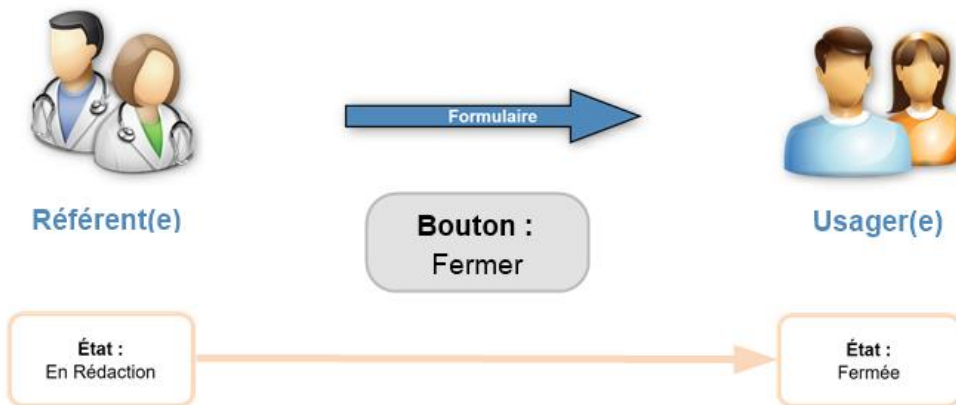 Formulaire
Référent(e)
Usager(e)
Bouton :
Fermer
État :
En Rédaction
État :
Fermée